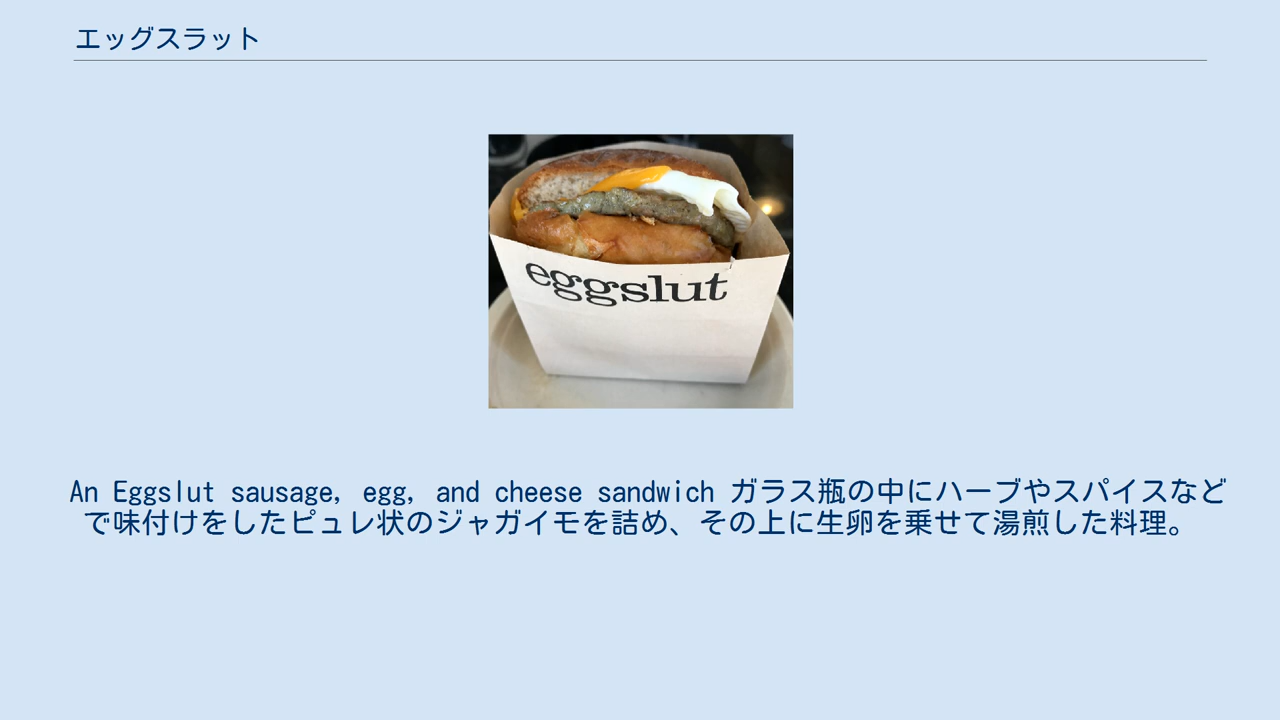 エッグスラット
eggslut
An Eggslut sausage, egg, and cheese sandwich ガラス瓶の中にハーブやスパイスなど
で味付けをしたピュレ状のジャガイモを詰め、その上に生卵を乗せて湯煎した料理。